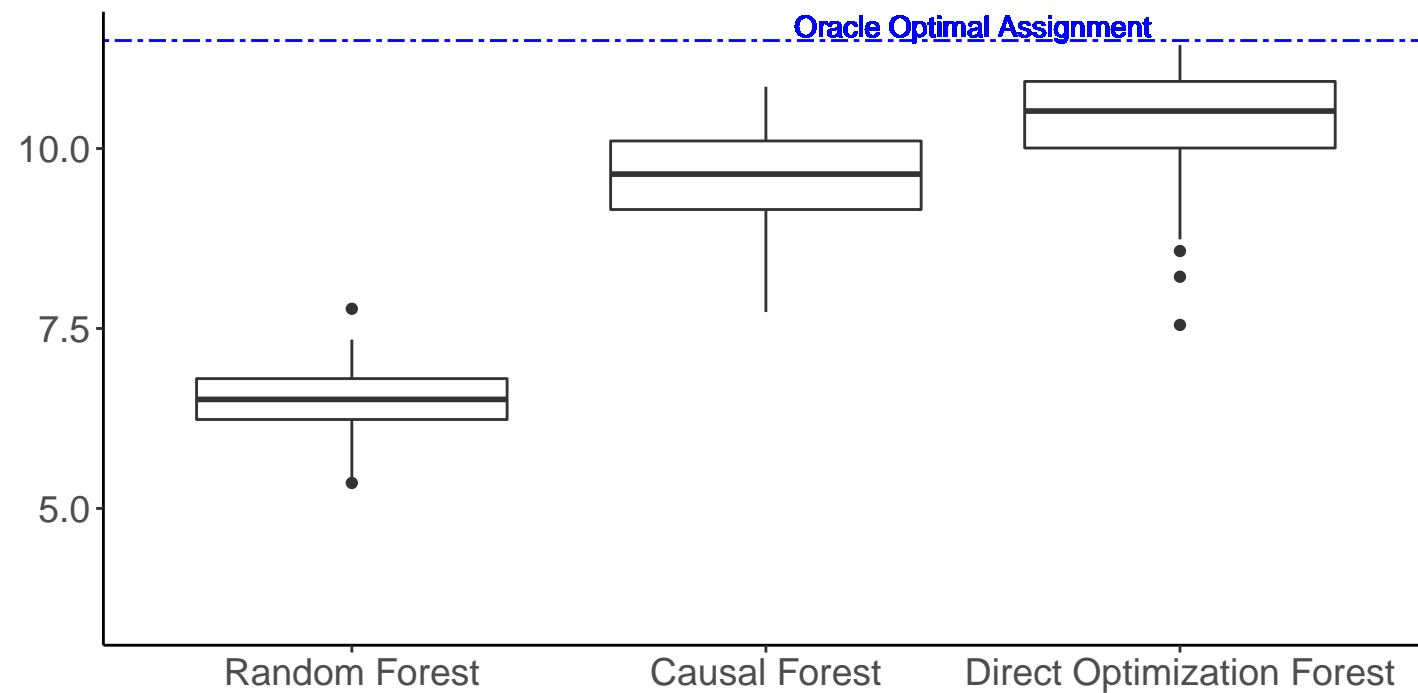 Oracle Optimal Assignment
10.0
7.5
5.0
Random Forest Causal Forest Direct Optimization Forest